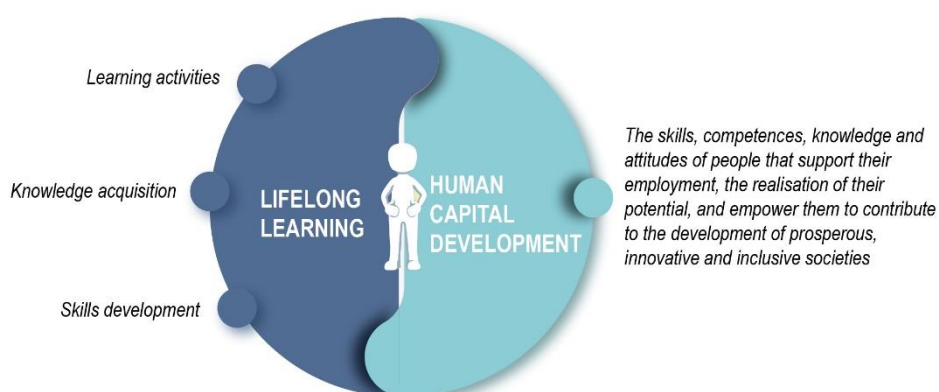 Learning activities
Knowledge acquisition
Skills development
LIFELONG
LEARNING
HUMAN
CAPITAL
DEVELOPMENT
The skills, competences, knowledge and
attitudes of people that support their
employment, the realisation of their
potential, and empower them to contribute
to the development of prosperous,
innovative and inclusive societies